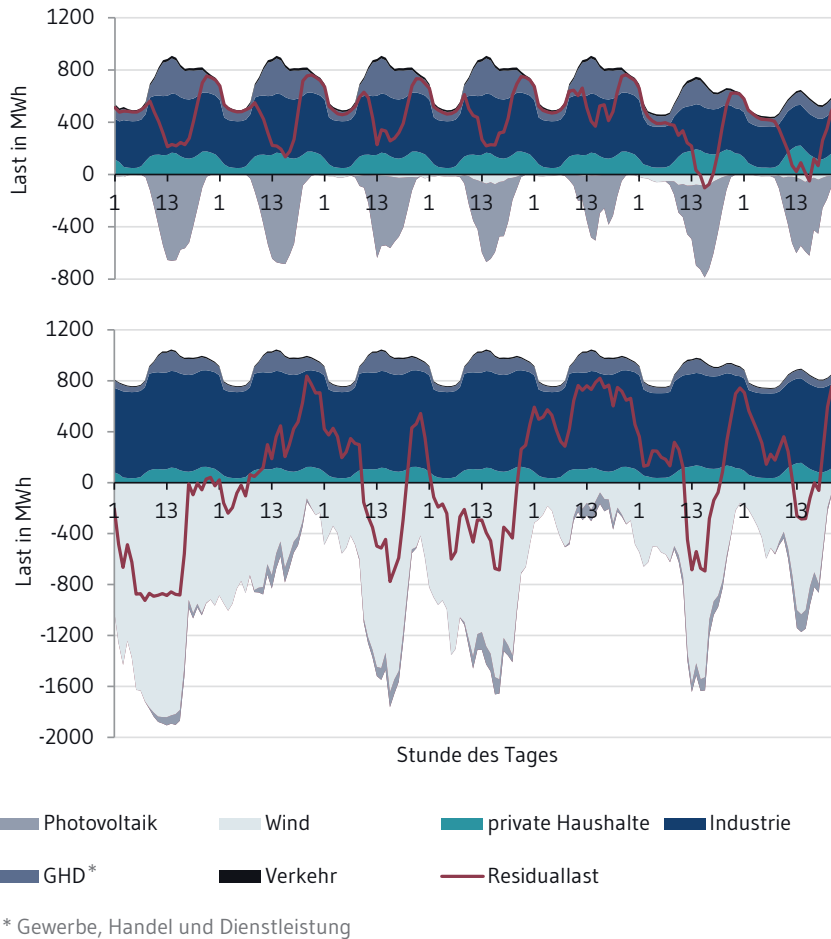 1200
800
400
0
-400
-800
Last in MWh
1 13 1 13 1 13 1 13 1 13 1 13 1 13
1200
800
400
0
-400
-800
-1200
-1600
-2000
Last in MWh
1 13 1 13 1 13 1 13 1 13 1 13 1 13
Stunde des Tages
Photovoltaik Wind private Haushalte Industrie
GHD* Verkehr Residuallast
* Gewerbe, Handel und Dienstleistung